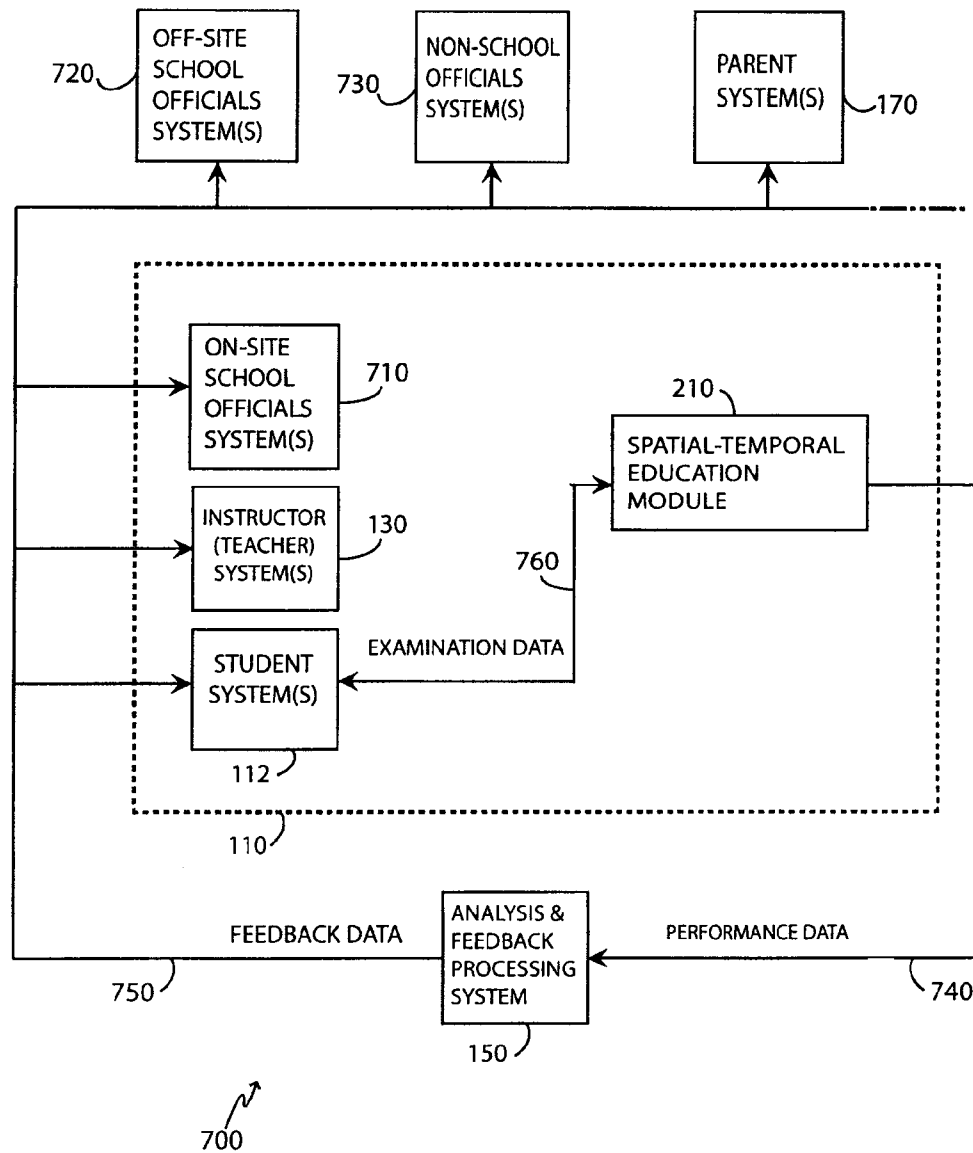 OFF-SITE
SCHOOL
OFFICIALS
SYSTEM(S)
720
NON-SCHOOL
OFFICIALS
SYSTEM(S)
730
PARENT
SYSTEM(S)
170
ON-SITE
SCHOOL
OFFICIALS
SYSTEM(S)
710
210
SPATIAL-TEMPORAL
EDUCATION
MODULE
INSTRUCTOR
(TEACHER)
SYSTEM(S)
130
760
STUDENT
SYSTEM(S)
EXAMINATION DATA
112
110
FEEDBACK DATA
750
ANALYSIS &
FEEDBACK
PROCESSING
SYSTEM
150
PERFORMANCE DATA
740
700